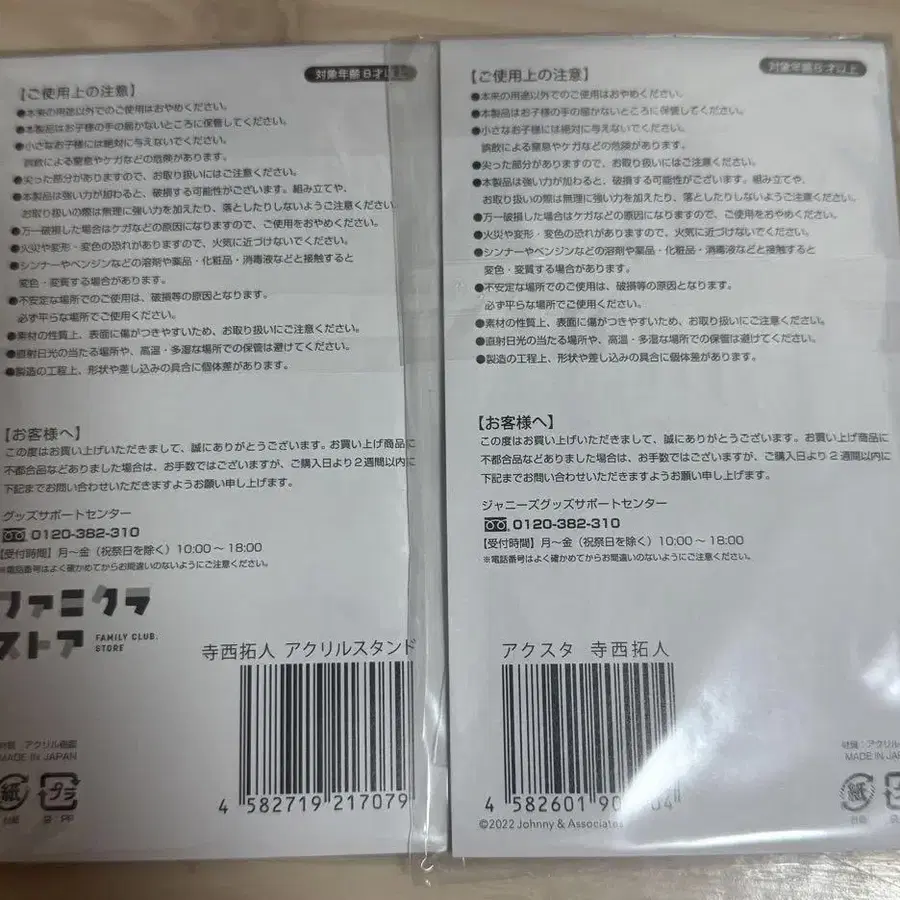 対象年齢8才以上
【ご使用上の注意】
●本来の用途以外でのご使用はおやめください。
●本製品はお子様の手の届かないところに保管してください。
●小さなお子様には絶対に与えないでください。
誤飲による窒息やケガなどの危険があります。
●尖った部分がありますので、お取り扱いにはご注意ください。
●本製品は強い力が加わると、破損する可能性がございます。組み立てや、
お取り扱いの際は無理に強い力を加えたり、落としたりしないようご注意ください。
●万一破損した場合はケガなどの原因になりますので、ご使用をおやめください。
●火災や変形・変色の恐れがありますので、火気に近づけないでください。
●シンナーやベンジンなどの溶剤や薬品・化粧品・消毒液などと接触すると
変色・変質する場合があります。
●不安定な場所でのご使用は、破損等の原因となります。
必ず平らな場所でご使用ください。
●素材の性質上、表面に傷がつきやすいため、お取り扱いにご注意ください。
●直射日光の当たる場所や、高温・多湿な場所での保管は避けてください。
●製造の工程上、形状や差し込みの具合に個体差があります。
【お客様へ】
この度はお買い上げいただきまして、誠にありがとうございます。お買い上げ商品に
不都合品などありました場合は、お手数ではございますが、ご購入日より2週間以内に
下記までお問い合わせいただきますようお願い申し上げます。
グッズサポートセンター
0120-382-310
【受付時間】月〜金（祝祭日を除く）10:00〜18:00
※電話番号はよく確かめてからお間違いのないようにご注意ください。
ファミクラ
ストア FAMILY CLUB.
STORE
寺西拓人 アクリルスタンド
材質：アクリル樹脂
MADE IN JAPAN
紙 プラ
台紙 袋:PP
4 582719 217079
対象年齢8才以上
【ご使用上の注意】
●本来の用途以外でのご使用はおやめください。
●本製品はお子様の手の届かないところに保管してください。
●小さなお子様には絶対に与えないでください。
誤飲による窒息やケガなどの危険があります。
●尖った部分がありますので、お取り扱いにはご注意ください。
●本製品は強い力が加わると、破損する可能性がございます。組み立てや、
お取り扱いの際は無理に強い力を加えたり、落としたりしないようご注意ください。
●万一破損した場合はケガなどの原因になりますので、ご使用をおやめください。
●火災や変形・変色の恐れがありますので、火気に近づけないでください。
●シンナーやベンジンなどの溶剤や薬品・化粧品・消毒液などと接触すると
変色・変質する場合があります。
●不安定な場所でのご使用は、破損等の原因となります。
必ず平らな場所でご使用ください。
●素材の性質上、表面に傷がつきやすいため、お取り扱いにご注意ください。
●直射日光の当たる場所や、高温・多湿な場所での保管は避けてください。
●製造の工程上、形状や差し込みの具合に個体差があります。
【お客様へ】
この度はお買い上げいただきまして、誠にありがとうございます。お買い上げ商品に
不都合品などありました場合は、お手数ではございますが、ご購入日より2週間以内に
下記までお問い合わせいただきますようお願い申し上げます。
ジャニーズグッズサポートセンター
0120-382-310
【受付時間】月〜金（祝祭日を除く）10:00〜18:00
※電話番号はよく確かめてからお間違いのないようにご注意ください。
アクスタ 寺西拓人
材質：アクリル
MADE IN
紙
台紙
4 582601
©2022 Johnny & Associates